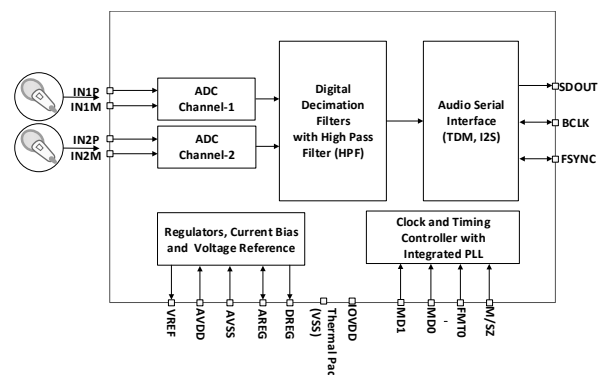 IN1P
IN1M
IN2P
IN2M
ADC
Channel-1
ADC
Channel-2
Digital
Decimation
Filters
with High Pass
Filter (HPF)
Audio Serial
Interface
(TDM, I2S)
SDOUT
BCLK
FSYNC
Regulators, Current Bias
and Voltage Reference
Clock and Timing
Controller with
Integrated PLL
VREF
AVDD
AVSS
AREG
DREG
Thermal Pad
(VSS)
IOVDD
MD1
MD0
-
FMT0
M/SZ